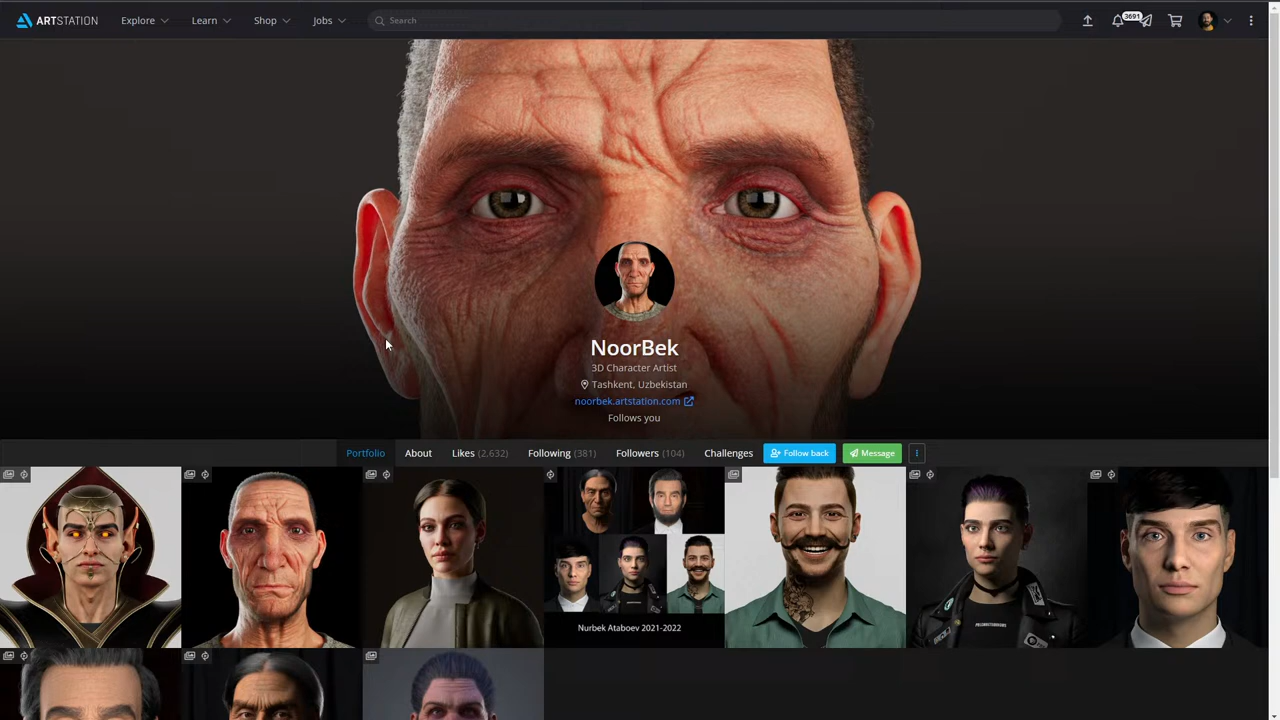 ARTSTATION Explore Learn Shop Jobs Search 3691
NoorBek
3D Character Artist
Tashkent, Uzbekistan
noorbek.artstation.com
Follows you
Portfolio About Likes (2,632) Following (381) Followers (104) Challenges Follow back Message
Nurbek Ataboev 2021-2022